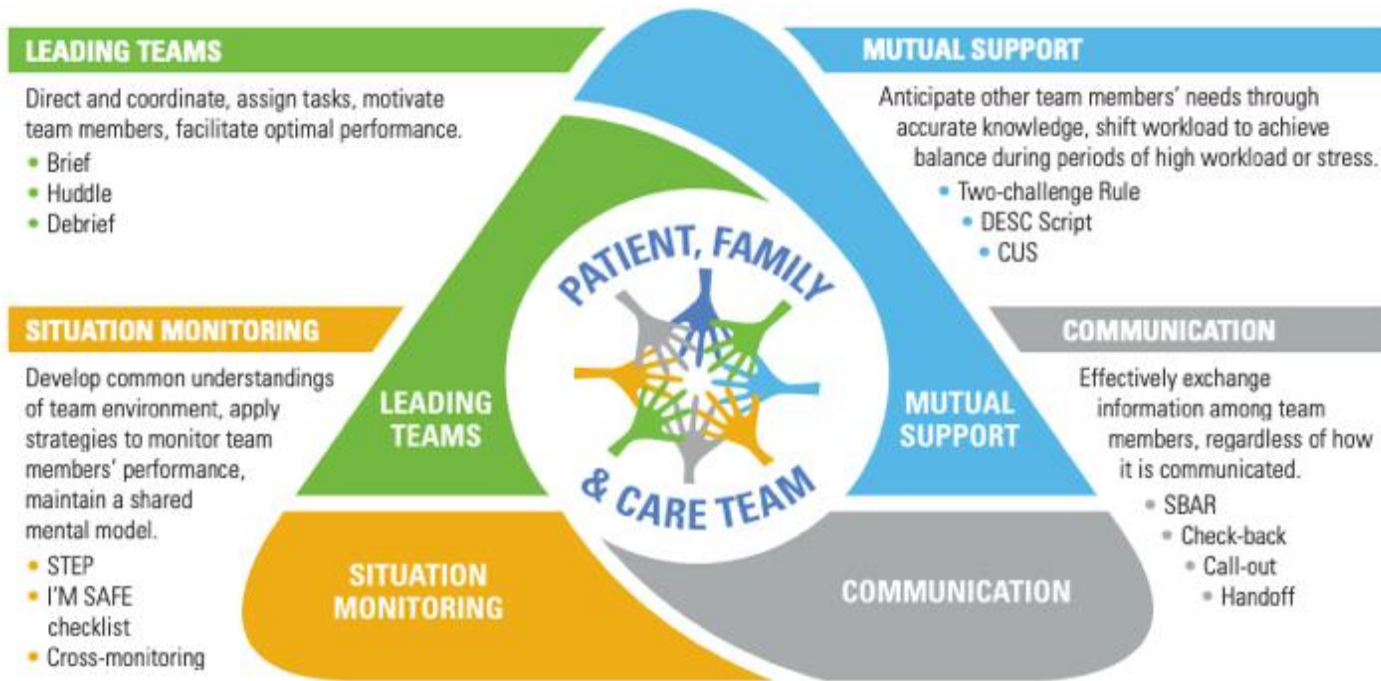 LEADING TEAMS
Direct and coordinate, assign tasks, motivate
team members, facilitate optimal performance.
• Brief
• Huddle
• Debrief
MUTUAL SUPPORT
Anticipate other team members’ needs through
accurate knowledge, shift workload to achieve
balance during periods of high workload or stress.
• Two-challenge Rule
• DESC Script
• CUS
SITUATION MONITORING
Develop common understandings
of team environment, apply
strategies to monitor team
members’ performance,
maintain a shared
mental model.
• STEP
• I’M SAFE
checklist
• Cross-monitoring
COMMUNICATION
Effectively exchange
information among team
members, regardless of how
it is communicated.
• SBAR
• Check-back
• Call-out
• Handoff
PATIENT, FAMILY
& CARE TEAM
LEADING
TEAMS
MUTUAL
SUPPORT
SITUATION
MONITORING
COMMUNICATION